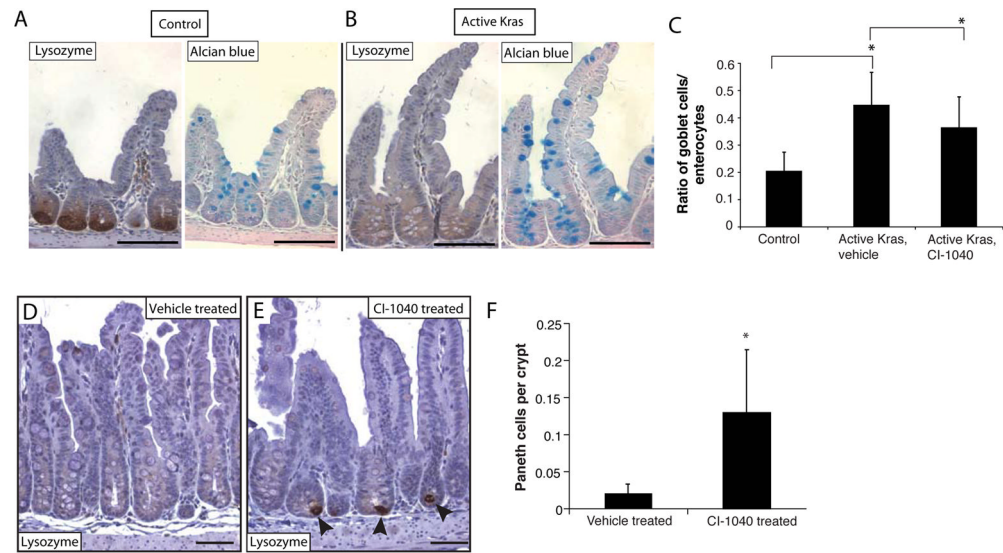 A
Control
Lysozyme
Alcian blue
B
Active Kras
Lysozyme
Alcian blue
C
*
*
Ratio of goblet cells/
enterocytes
0.6
0.5
0.4
0.3
0.2
0.1
0
Control
Active Kras,
vehicle
Active Kras,
CI-1040
D
Vehicle treated
Lysozyme
E
CI-1040 treated
Lysozyme
F
Paneth cells per crypt
0.25
0.2
0.15
0.1
0.05
0
*
Vehicle treated
CI-1040 treated